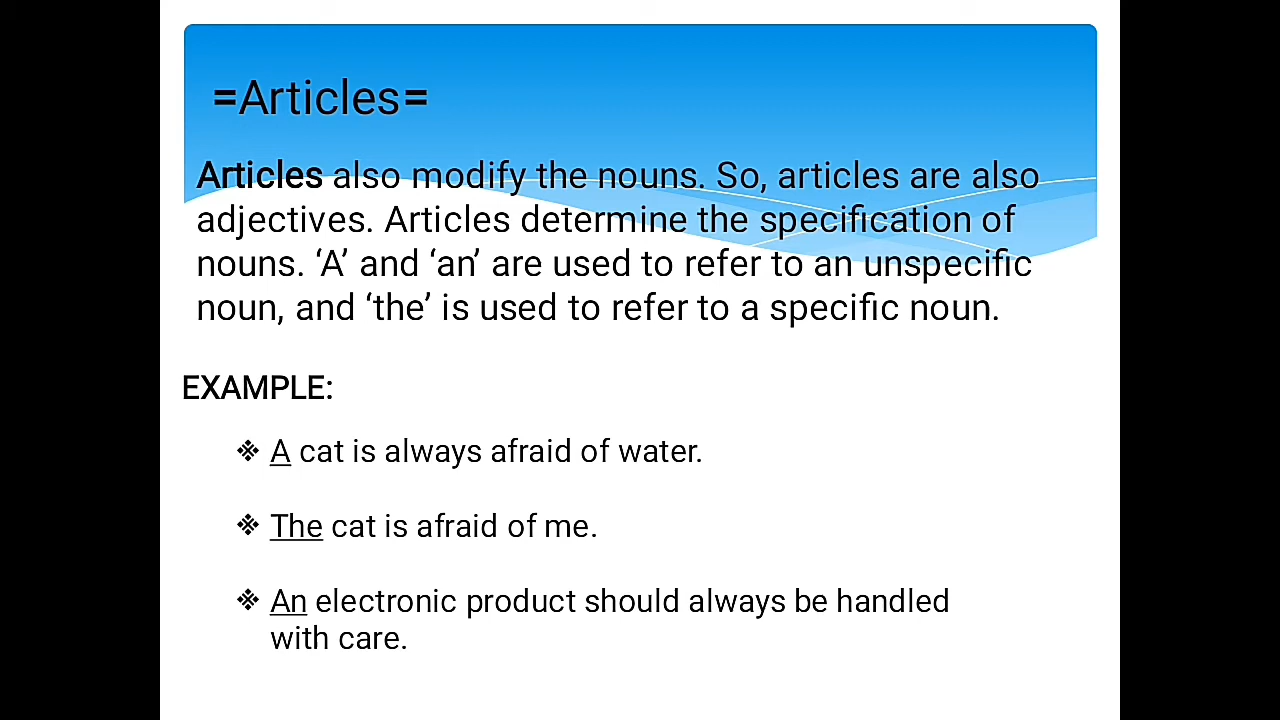 =Articles=
Articles also modify the nouns. So, articles are also
adjectives. Articles determine the specification of
nouns. ‘A’ and ‘an’ are used to refer to an unspecific
noun, and ‘the’ is used to refer to a specific noun.
EXAMPLE:
❖ A cat is always afraid of water.
❖ The cat is afraid of me.
❖ An electronic product should always be handled
with care.